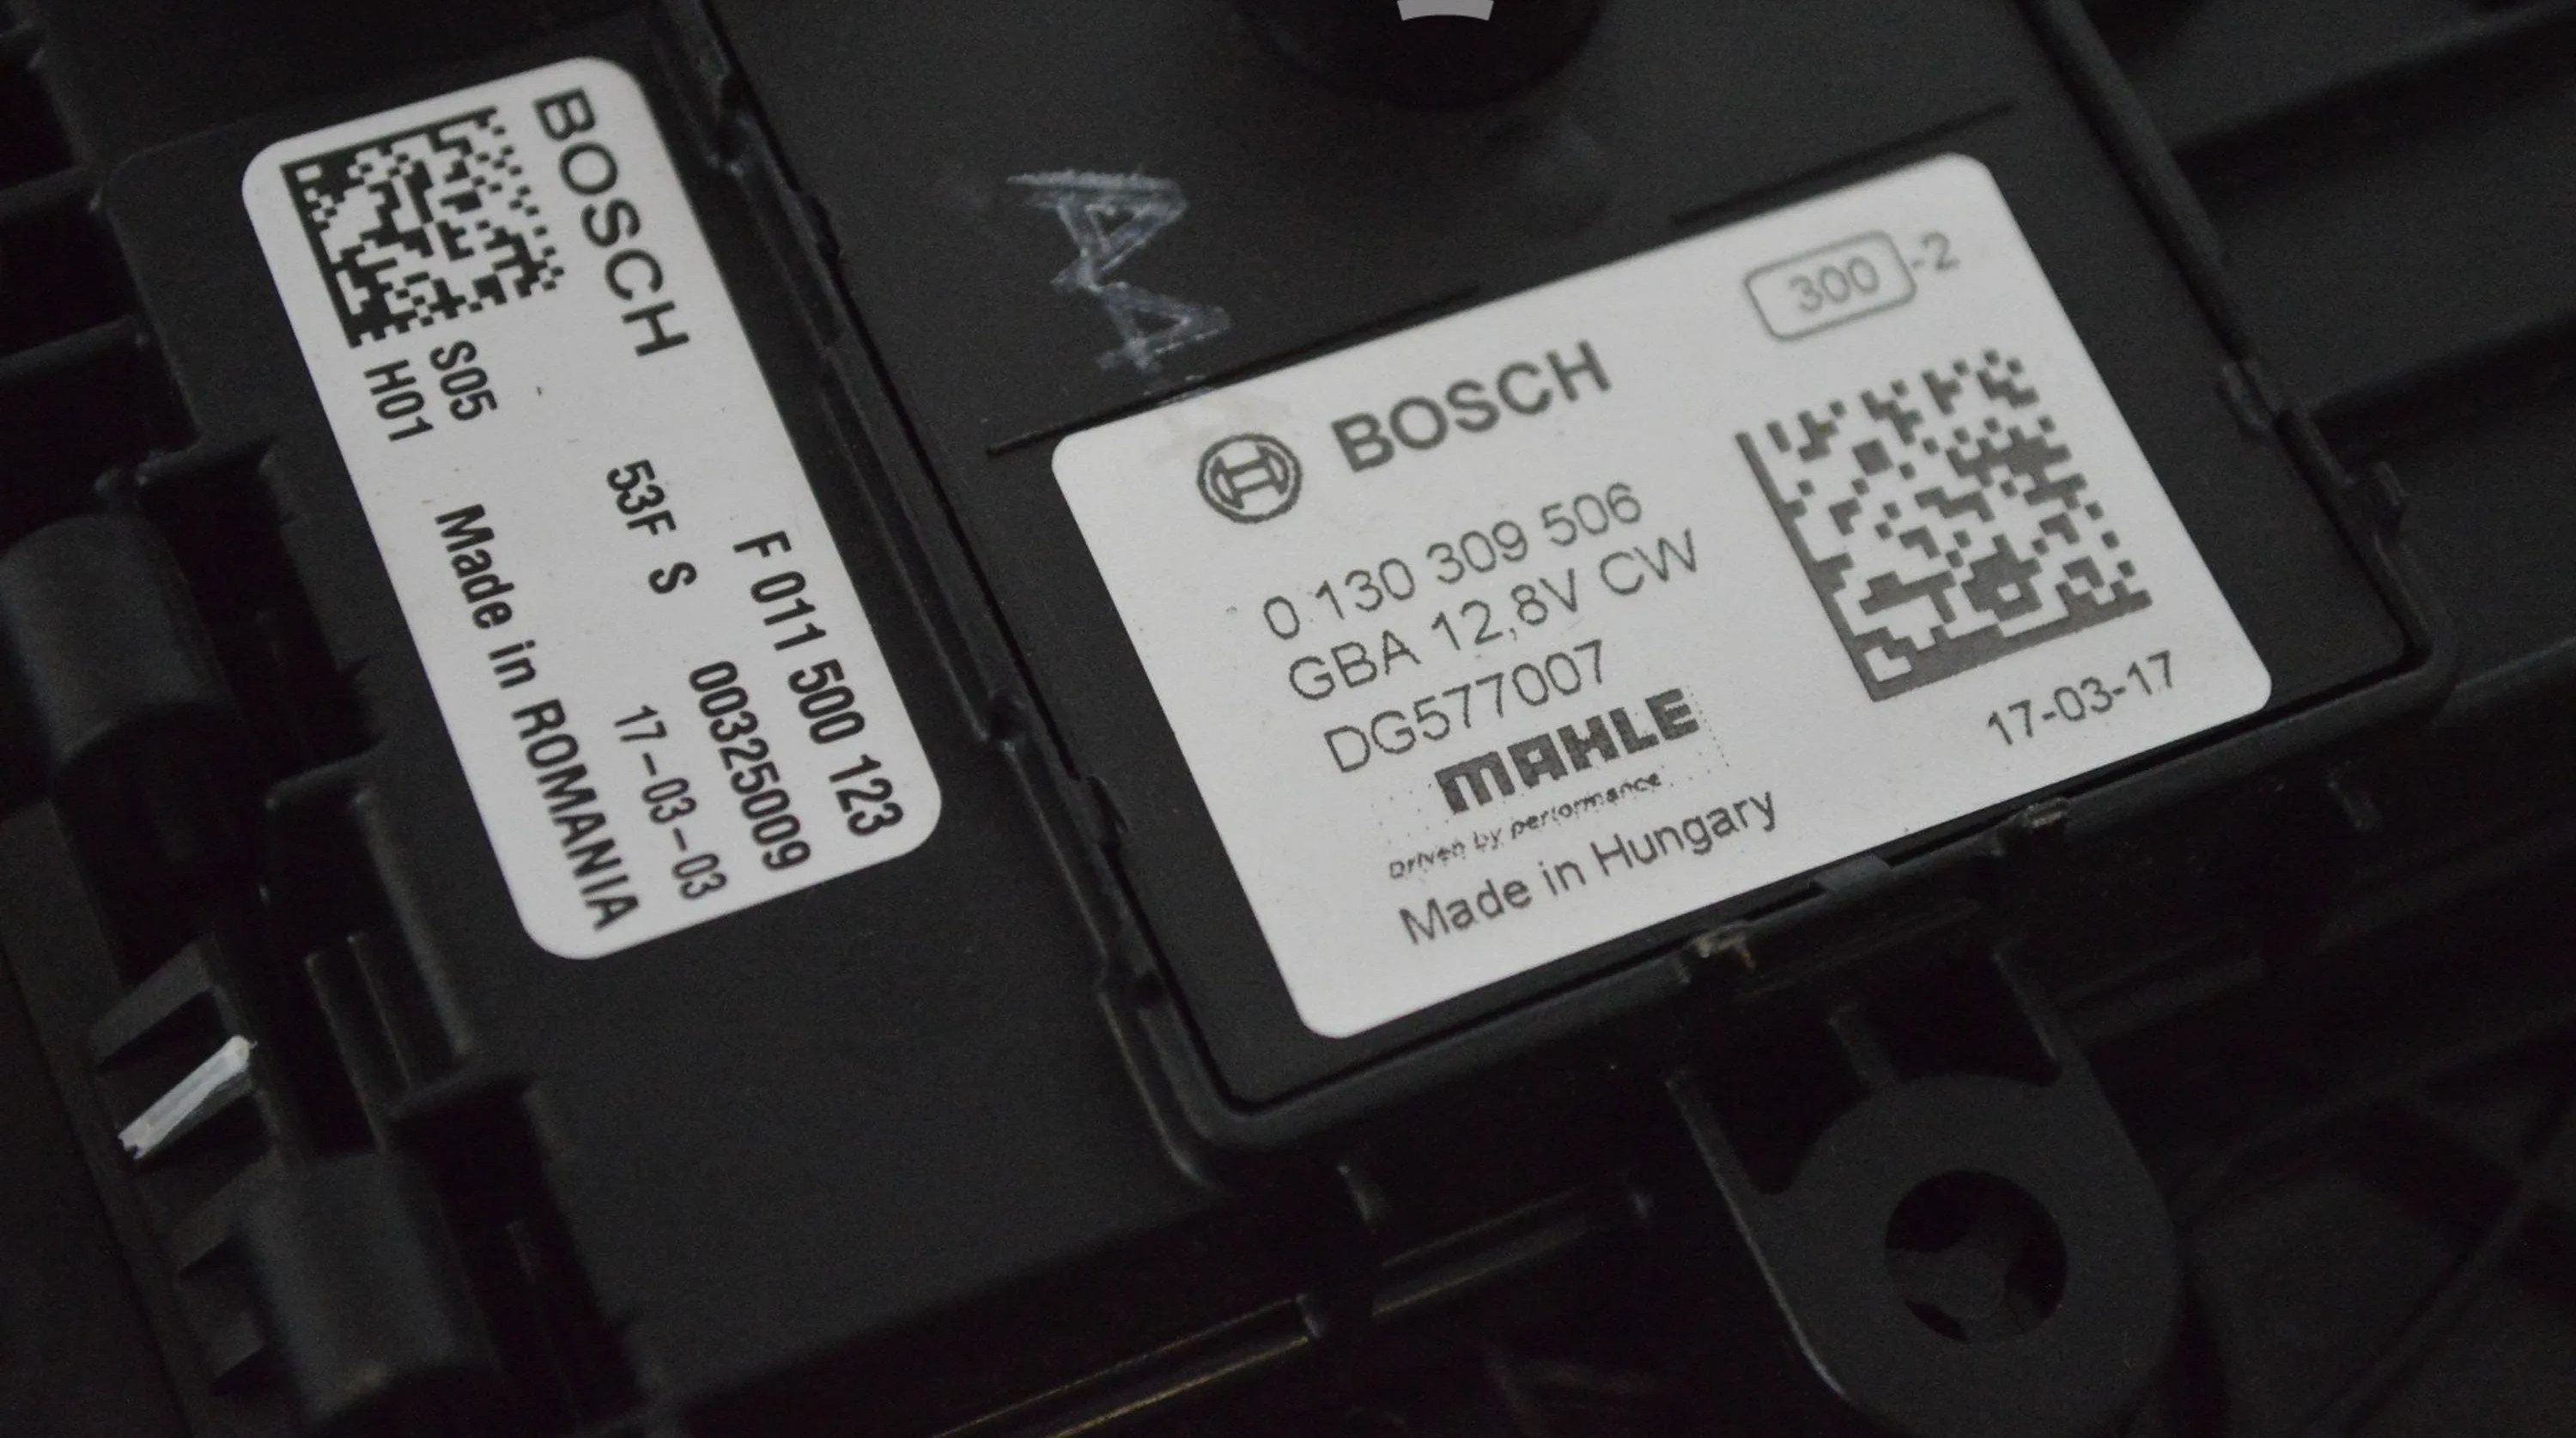 BOSCH
F 011 500 123
53F S 00325009
17-03-03
S05
H01 Made in ROMANIA
300 -2
BOSCH
0 130 309 506
GBA 12,8V CW
DG577007
MAHLE
Driven by performance
Made in Hungary
17-03-17